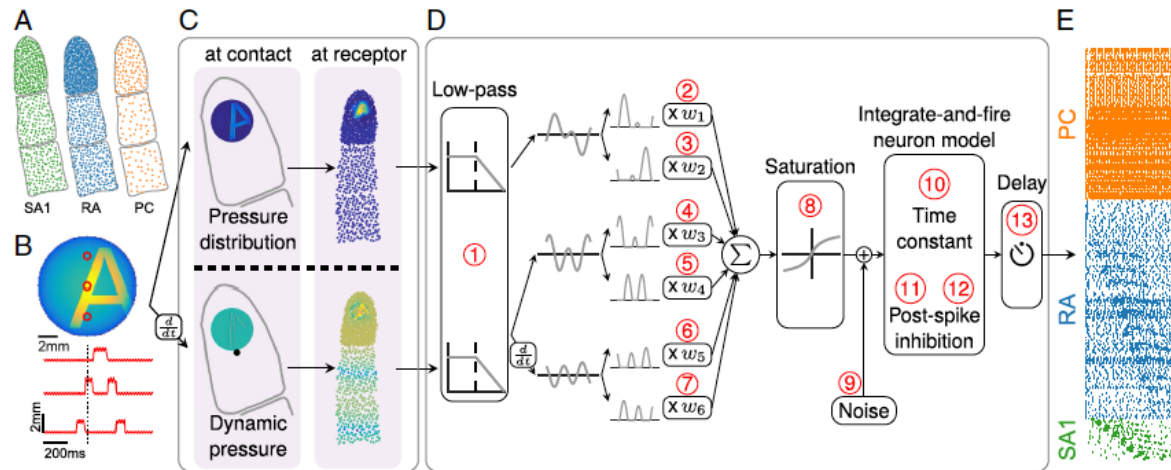 A
SA1 RA PC
B
2mm
2mm
200ms
d/dt
C
at contact at receptor
Pressure
distribution
Dynamic
pressure
D
Low-pass
①
d/dt
②
x w₁
③
x w₂
④
x w₃
⑤
x w₄
⑥
x w₅
⑦
x w₆
Σ
Saturation
⑧
+
⑨
Noise
Integrate-and-fire
neuron model
⑩
Time
constant
⑪ ⑫
Post-spike
inhibition
Delay
⑬
E
PC
RA
SA1